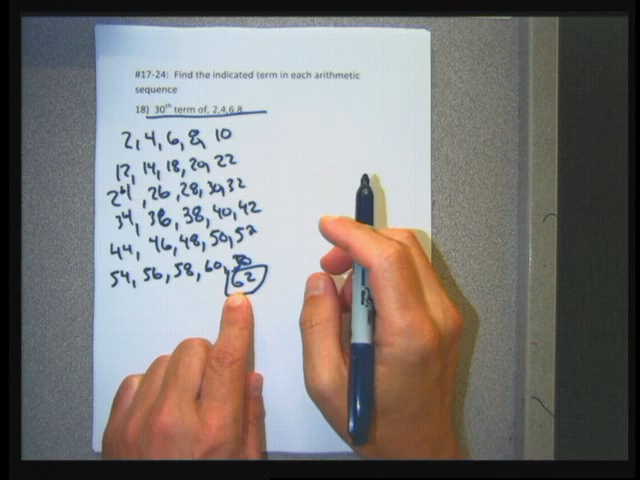 #17-24: Find the indicated term in each arithmetic
sequence
18) 30th term of, 2,4,6,8
2, 4, 6, 8, 10
12, 14, 18, 20, 22
24, 26, 28, 30, 32
34, 36, 38, 40, 42
44, 46, 48, 50, 52
54, 56, 58, 60,
62